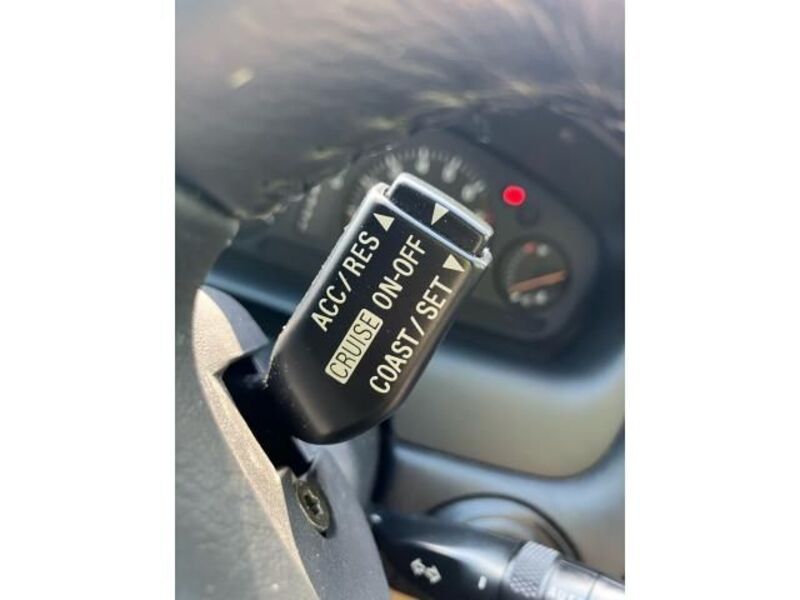 ACC/RES
CRUISE ON-OFF
COAST/SET